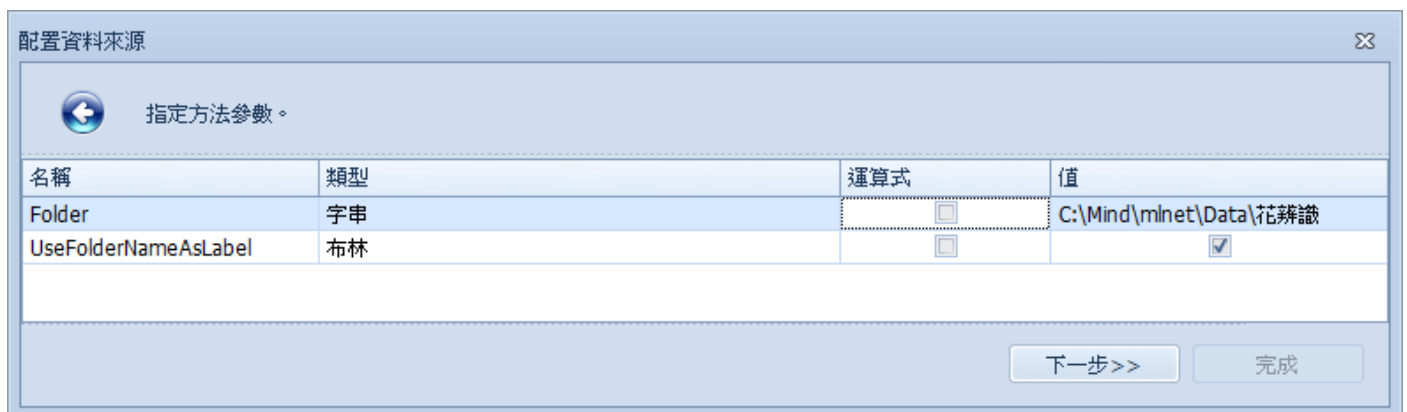 配置資料來源
指定方法參數。
名稱 類型 運算式 值
Folder 字串 C:\Mind\mlnet\Data\花辨識
UseFolderNameAsLabel 布林
下一步>> 完成